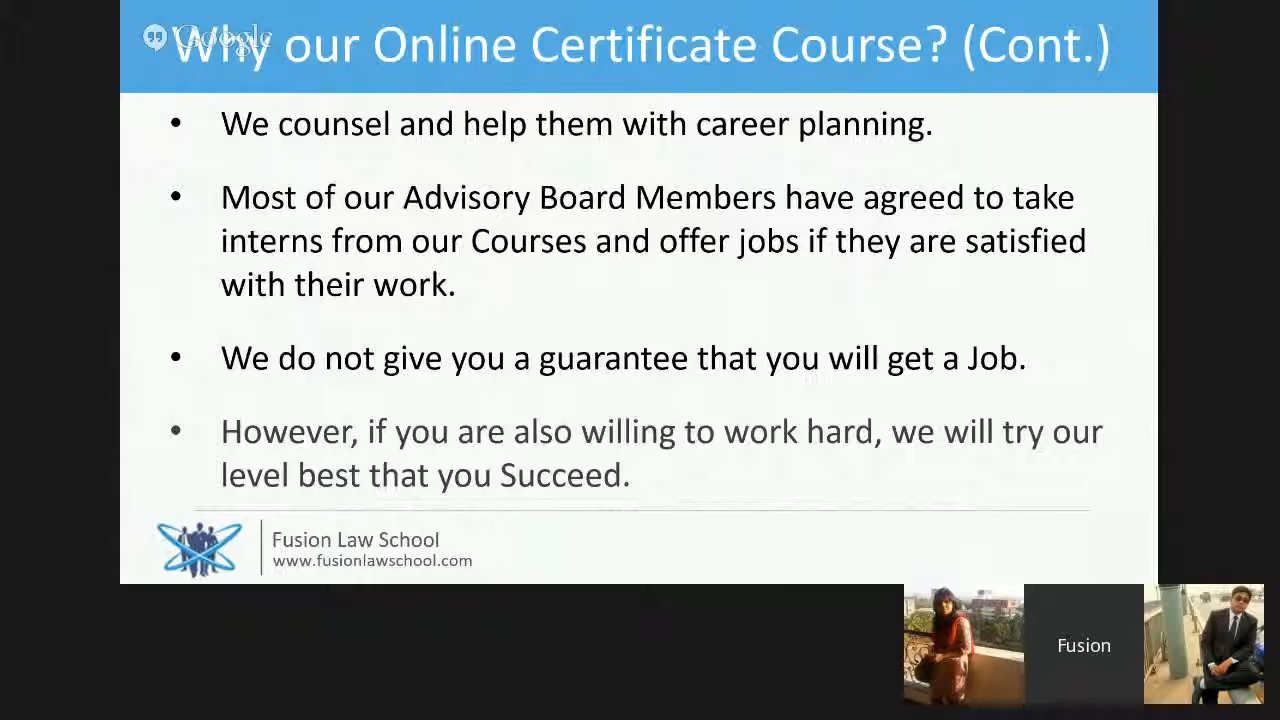 Google
Why our Online Certificate Course? (Cont.)
• We counsel and help them with career planning.
• Most of our Advisory Board Members have agreed to take
interns from our Courses and offer jobs if they are satisfied
with their work.
• We do not give you a guarantee that you will get a Job.
• However, if you are also willing to work hard, we will try our
level best that you Succeed.
Fusion Law School
www.fusionlawschool.com
Fusion